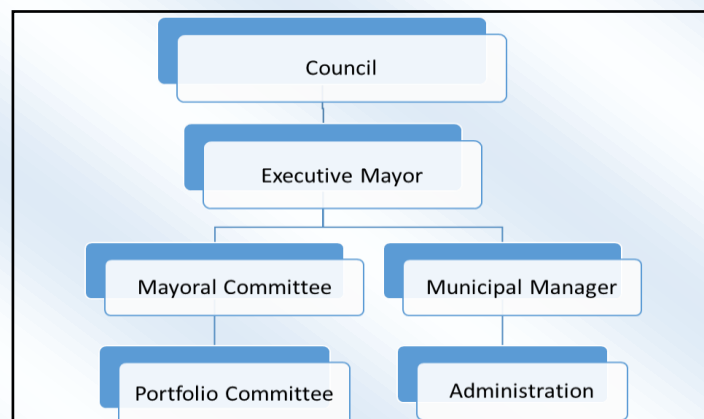 Council
Executive Mayor
Mayoral Committee
Municipal Manager
Portfolio Committee
Administration